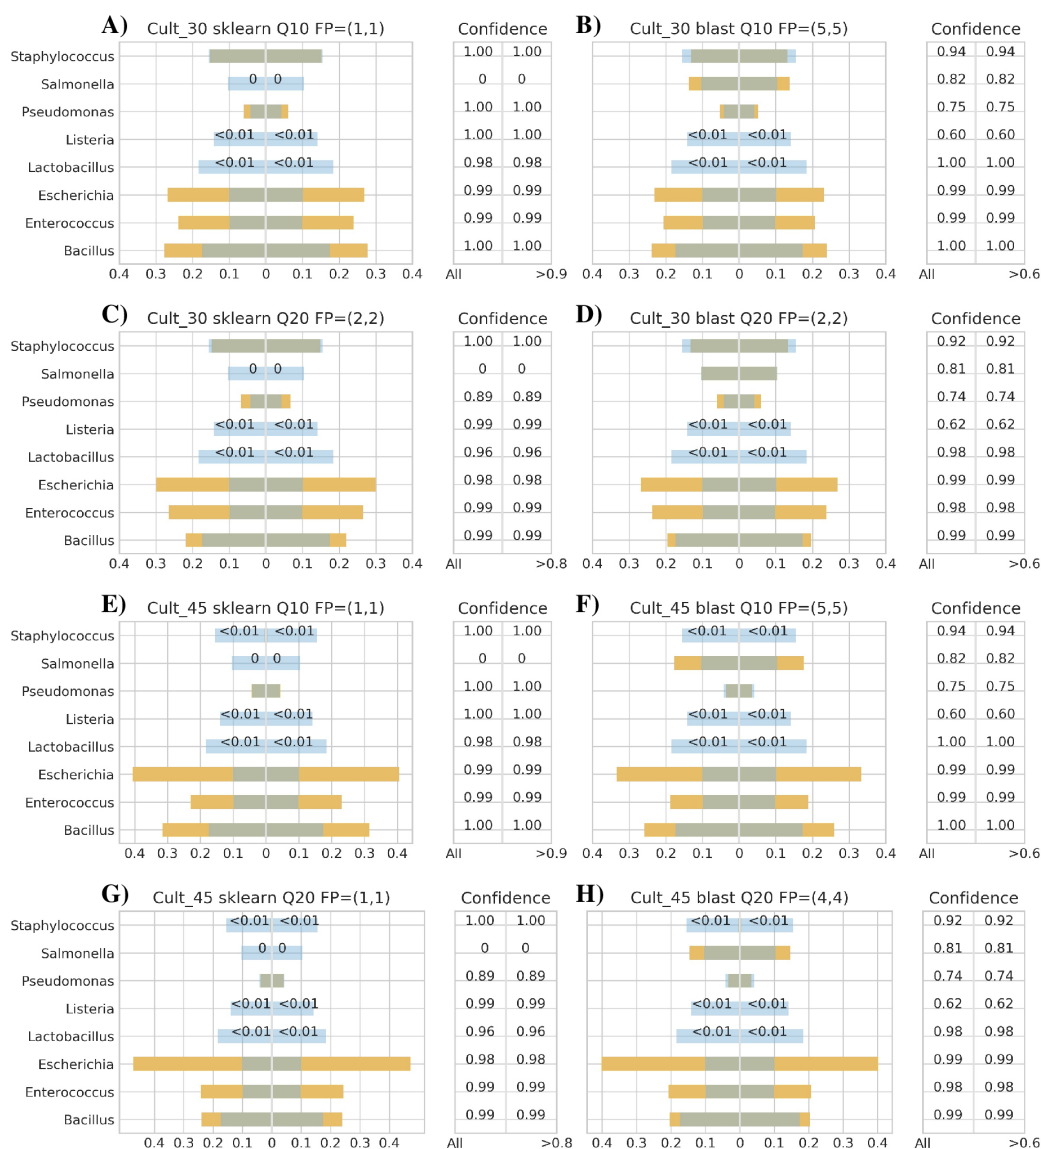 A) Cult_30 sklearn Q10 FP=(1,1) Confidence
Staphylococcus 1.00 1.00
Salmonella 0 0 0 0
Pseudomonas 1.00 1.00
Listeria <0.01 <0.01 1.00 1.00
Lactobacillus <0.01 <0.01 0.98 0.98
Escherichia 0.99 0.99
Enterococcus 0.99 0.99
Bacillus 1.00 1.00
0.4 0.3 0.2 0.1 0 0.1 0.2 0.3 0.4 All >0.9
B) Cult_30 blast Q10 FP=(5,5) Confidence
0.94 0.94
0.82 0.82
0.75 0.75
<0.01 <0.01 0.60 0.60
<0.01 <0.01 1.00 1.00
0.99 0.99
0.99 0.99
1.00 1.00
0.4 0.3 0.2 0.1 0 0.1 0.2 0.3 0.4 All >0.6
C) Cult_30 sklearn Q20 FP=(2,2) Confidence
Staphylococcus 1.00 1.00
Salmonella 0 0 0 0
Pseudomonas 0.89 0.89
Listeria <0.01 <0.01 0.99 0.99
Lactobacillus <0.01 <0.01 0.96 0.96
Escherichia 0.98 0.98
Enterococcus 0.99 0.99
Bacillus 0.99 0.99
0.4 0.3 0.2 0.1 0 0.1 0.2 0.3 0.4 All >0.8
D) Cult_30 blast Q20 FP=(2,2) Confidence
0.92 0.92
0.81 0.81
0.74 0.74
<0.01 <0.01 0.62 0.62
<0.01 <0.01 0.98 0.98
0.99 0.99
0.98 0.98
0.99 0.99
0.4 0.3 0.2 0.1 0 0.1 0.2 0.3 0.4 All >0.6
E) Cult_45 sklearn Q10 FP=(1,1) Confidence
Staphylococcus <0.01 <0.01 1.00 1.00
Salmonella 0 0 0 0
Pseudomonas 1.00 1.00
Listeria <0.01 <0.01 1.00 1.00
Lactobacillus <0.01 <0.01 0.98 0.98
Escherichia 0.99 0.99
Enterococcus 0.99 0.99
Bacillus 1.00 1.00
0.4 0.3 0.2 0.1 0 0.1 0.2 0.3 0.4 All >0.9
F) Cult_45 blast Q10 FP=(5,5) Confidence
<0.01 <0.01 0.94 0.94
0.82 0.82
0.75 0.75
<0.01 <0.01 0.60 0.60
<0.01 <0.01 1.00 1.00
0.99 0.99
0.99 0.99
1.00 1.00
0.4 0.3 0.2 0.1 0 0.1 0.2 0.3 0.4 All >0.6
G) Cult_45 sklearn Q20 FP=(1,1) Confidence
Staphylococcus <0.01 <0.01 1.00 1.00
Salmonella 0 0 0 0
Pseudomonas 0.89 0.89
Listeria <0.01 <0.01 0.99 0.99
Lactobacillus <0.01 <0.01 0.96 0.96
Escherichia 0.98 0.98
Enterococcus 0.99 0.99
Bacillus 0.99 0.99
0.4 0.3 0.2 0.1 0 0.1 0.2 0.3 0.4 All >0.8
H) Cult_45 blast Q20 FP=(4,4) Confidence
<0.01 <0.01 0.92 0.92
0.81 0.81
0.74 0.74
<0.01 <0.01 0.62 0.62
<0.01 <0.01 0.98 0.98
0.99 0.99
0.98 0.98
0.99 0.99
0.4 0.3 0.2 0.1 0 0.1 0.2 0.3 0.4 All >0.6